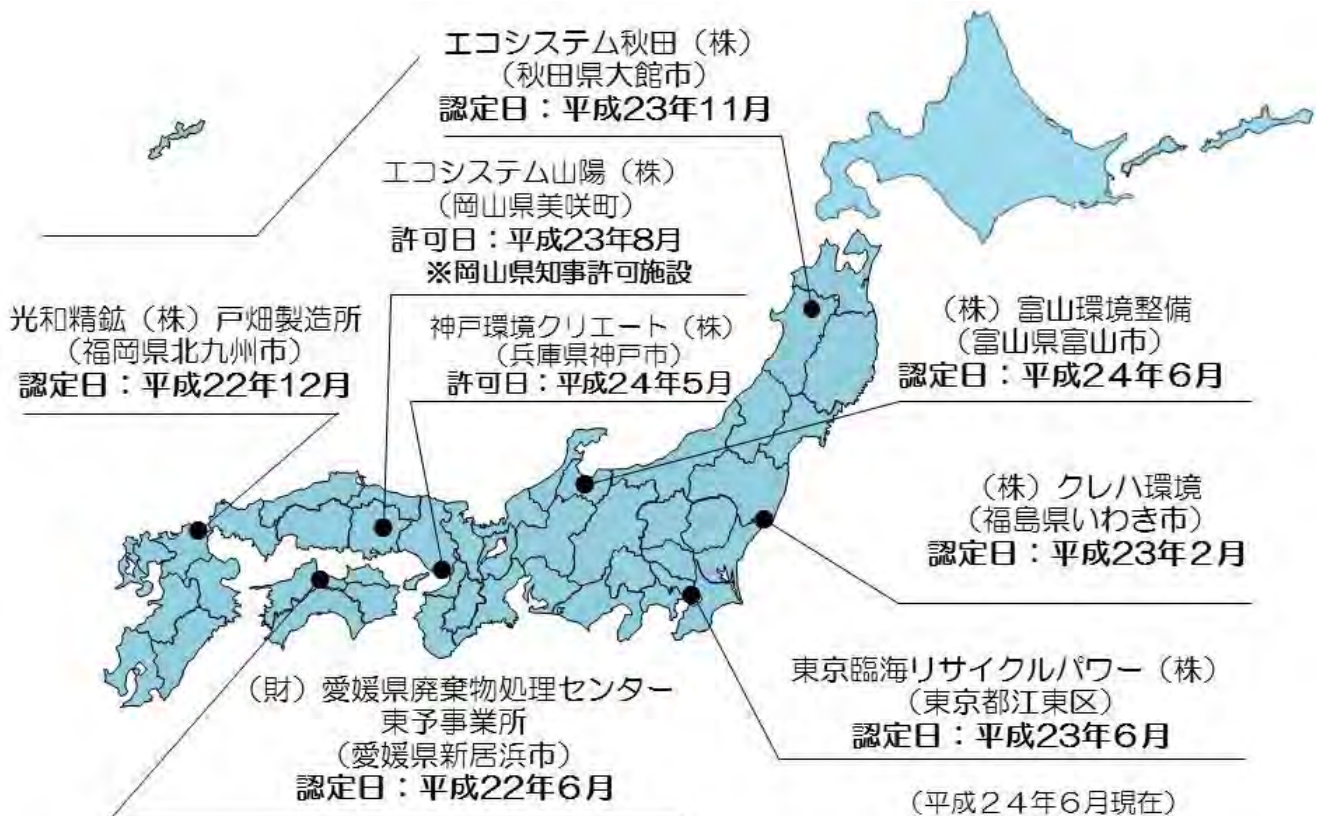 エコシステム秋田（株）
（秋田県大館市）
認定日：平成23年11月
エコシステム山陽（株）
（岡山県美咲町）
許可日：平成23年8月
※岡山県知事許可施設
光和精鉱（株）戸畑製造所
（福岡県北九州市）
認定日：平成22年12月
神戸環境クリエート（株）
（兵庫県神戸市）
許可日：平成24年5月
（株）富山環境整備
（富山県富山市）
認定日：平成24年6月
（株）クレハ環境
（福島県いわき市）
認定日：平成23年2月
東京臨海リサイクルパワー（株）
（東京都江東区）
認定日：平成23年6月
（財）愛媛県廃棄物処理センター
東予事業所
（愛媛県新居浜市）
認定日：平成22年6月
（平成２４年６月現在）